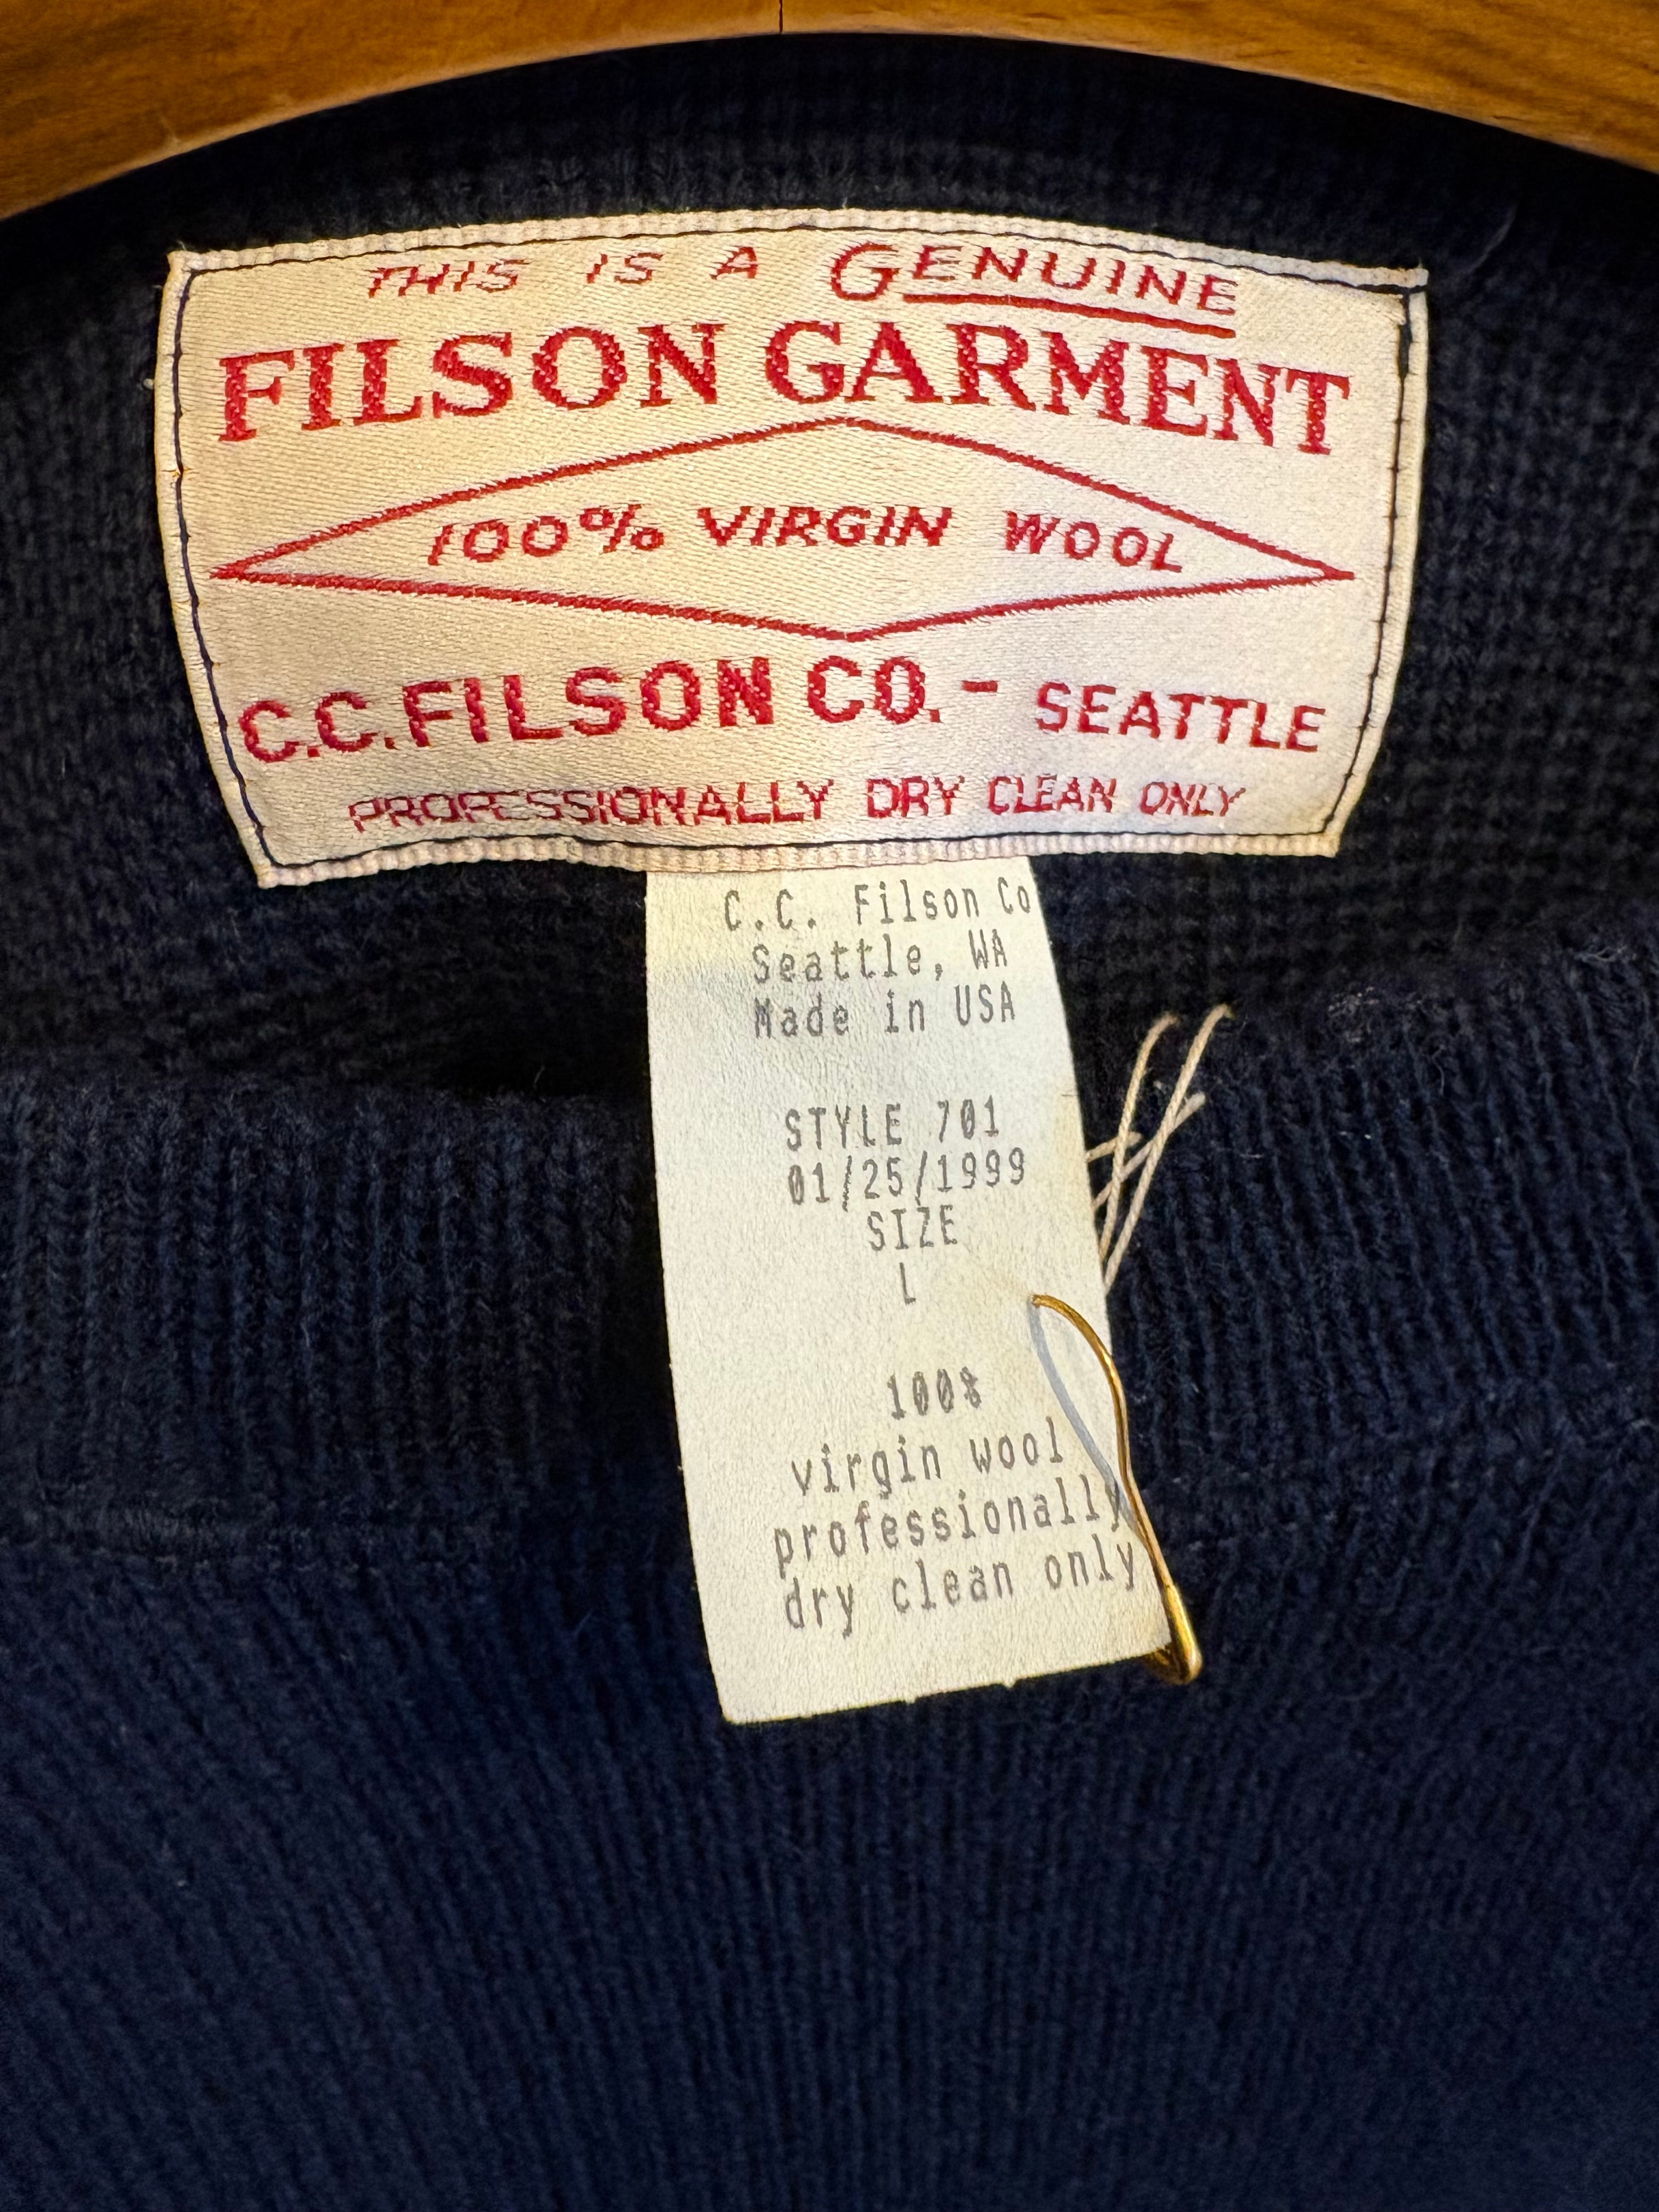 THIS IS A GENUINE
FILSON GARMENT
100% VIRGIN WOOL
C.C. FILSON CO. - SEATTLE
PROFESSIONALLY DRY CLEAN ONLY
C.C. Filson Co
Seattle, WA
Made in USA
STYLE 701
01/25/1999
SIZE
L
100%
virgin wool
professionally
dry clean only